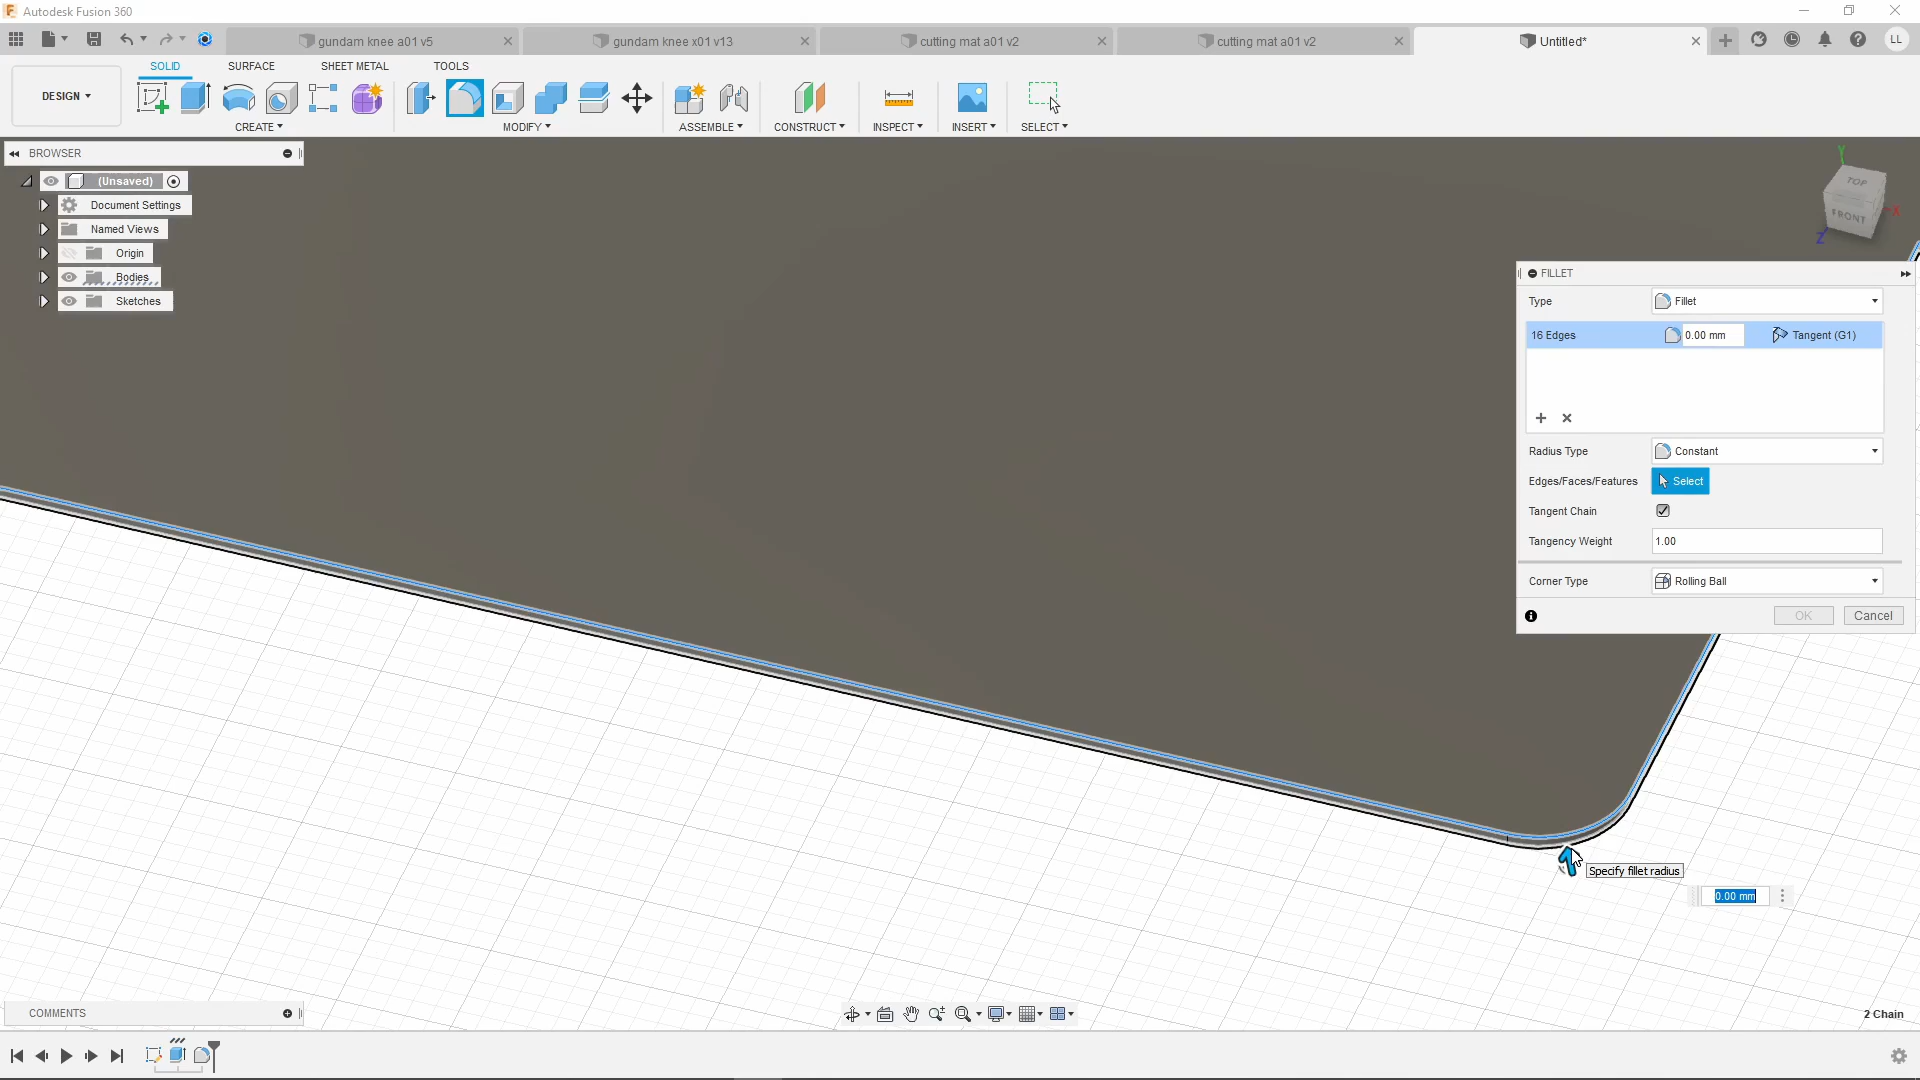 Autodesk Fusion 360
gundam knee a01 v5
gundam knee x01 v13
cutting mat a01 v2
cutting mat a01 v2
Untitled*
LL
SOLID
SURFACE
SHEET METAL
TOOLS
DESIGN
CREATE
MODIFY
ASSEMBLE
CONSTRUCT
INSPECT
INSERT
SELECT
BROWSER
(Unsaved)
Document Settings
Named Views
Origin
Bodies
Sketches
Y
TOP
FRONT
X
Z
FILLET
Type
Fillet
16 Edges
0.00 mm
Tangent (G1)
Radius Type
Constant
Edges/Faces/Features
Select
Tangent Chain
Tangency Weight
1.00
Corner Type
Rolling Ball
OK
Cancel
Specify fillet radius
0.00 mm
COMMENTS
2 Chain